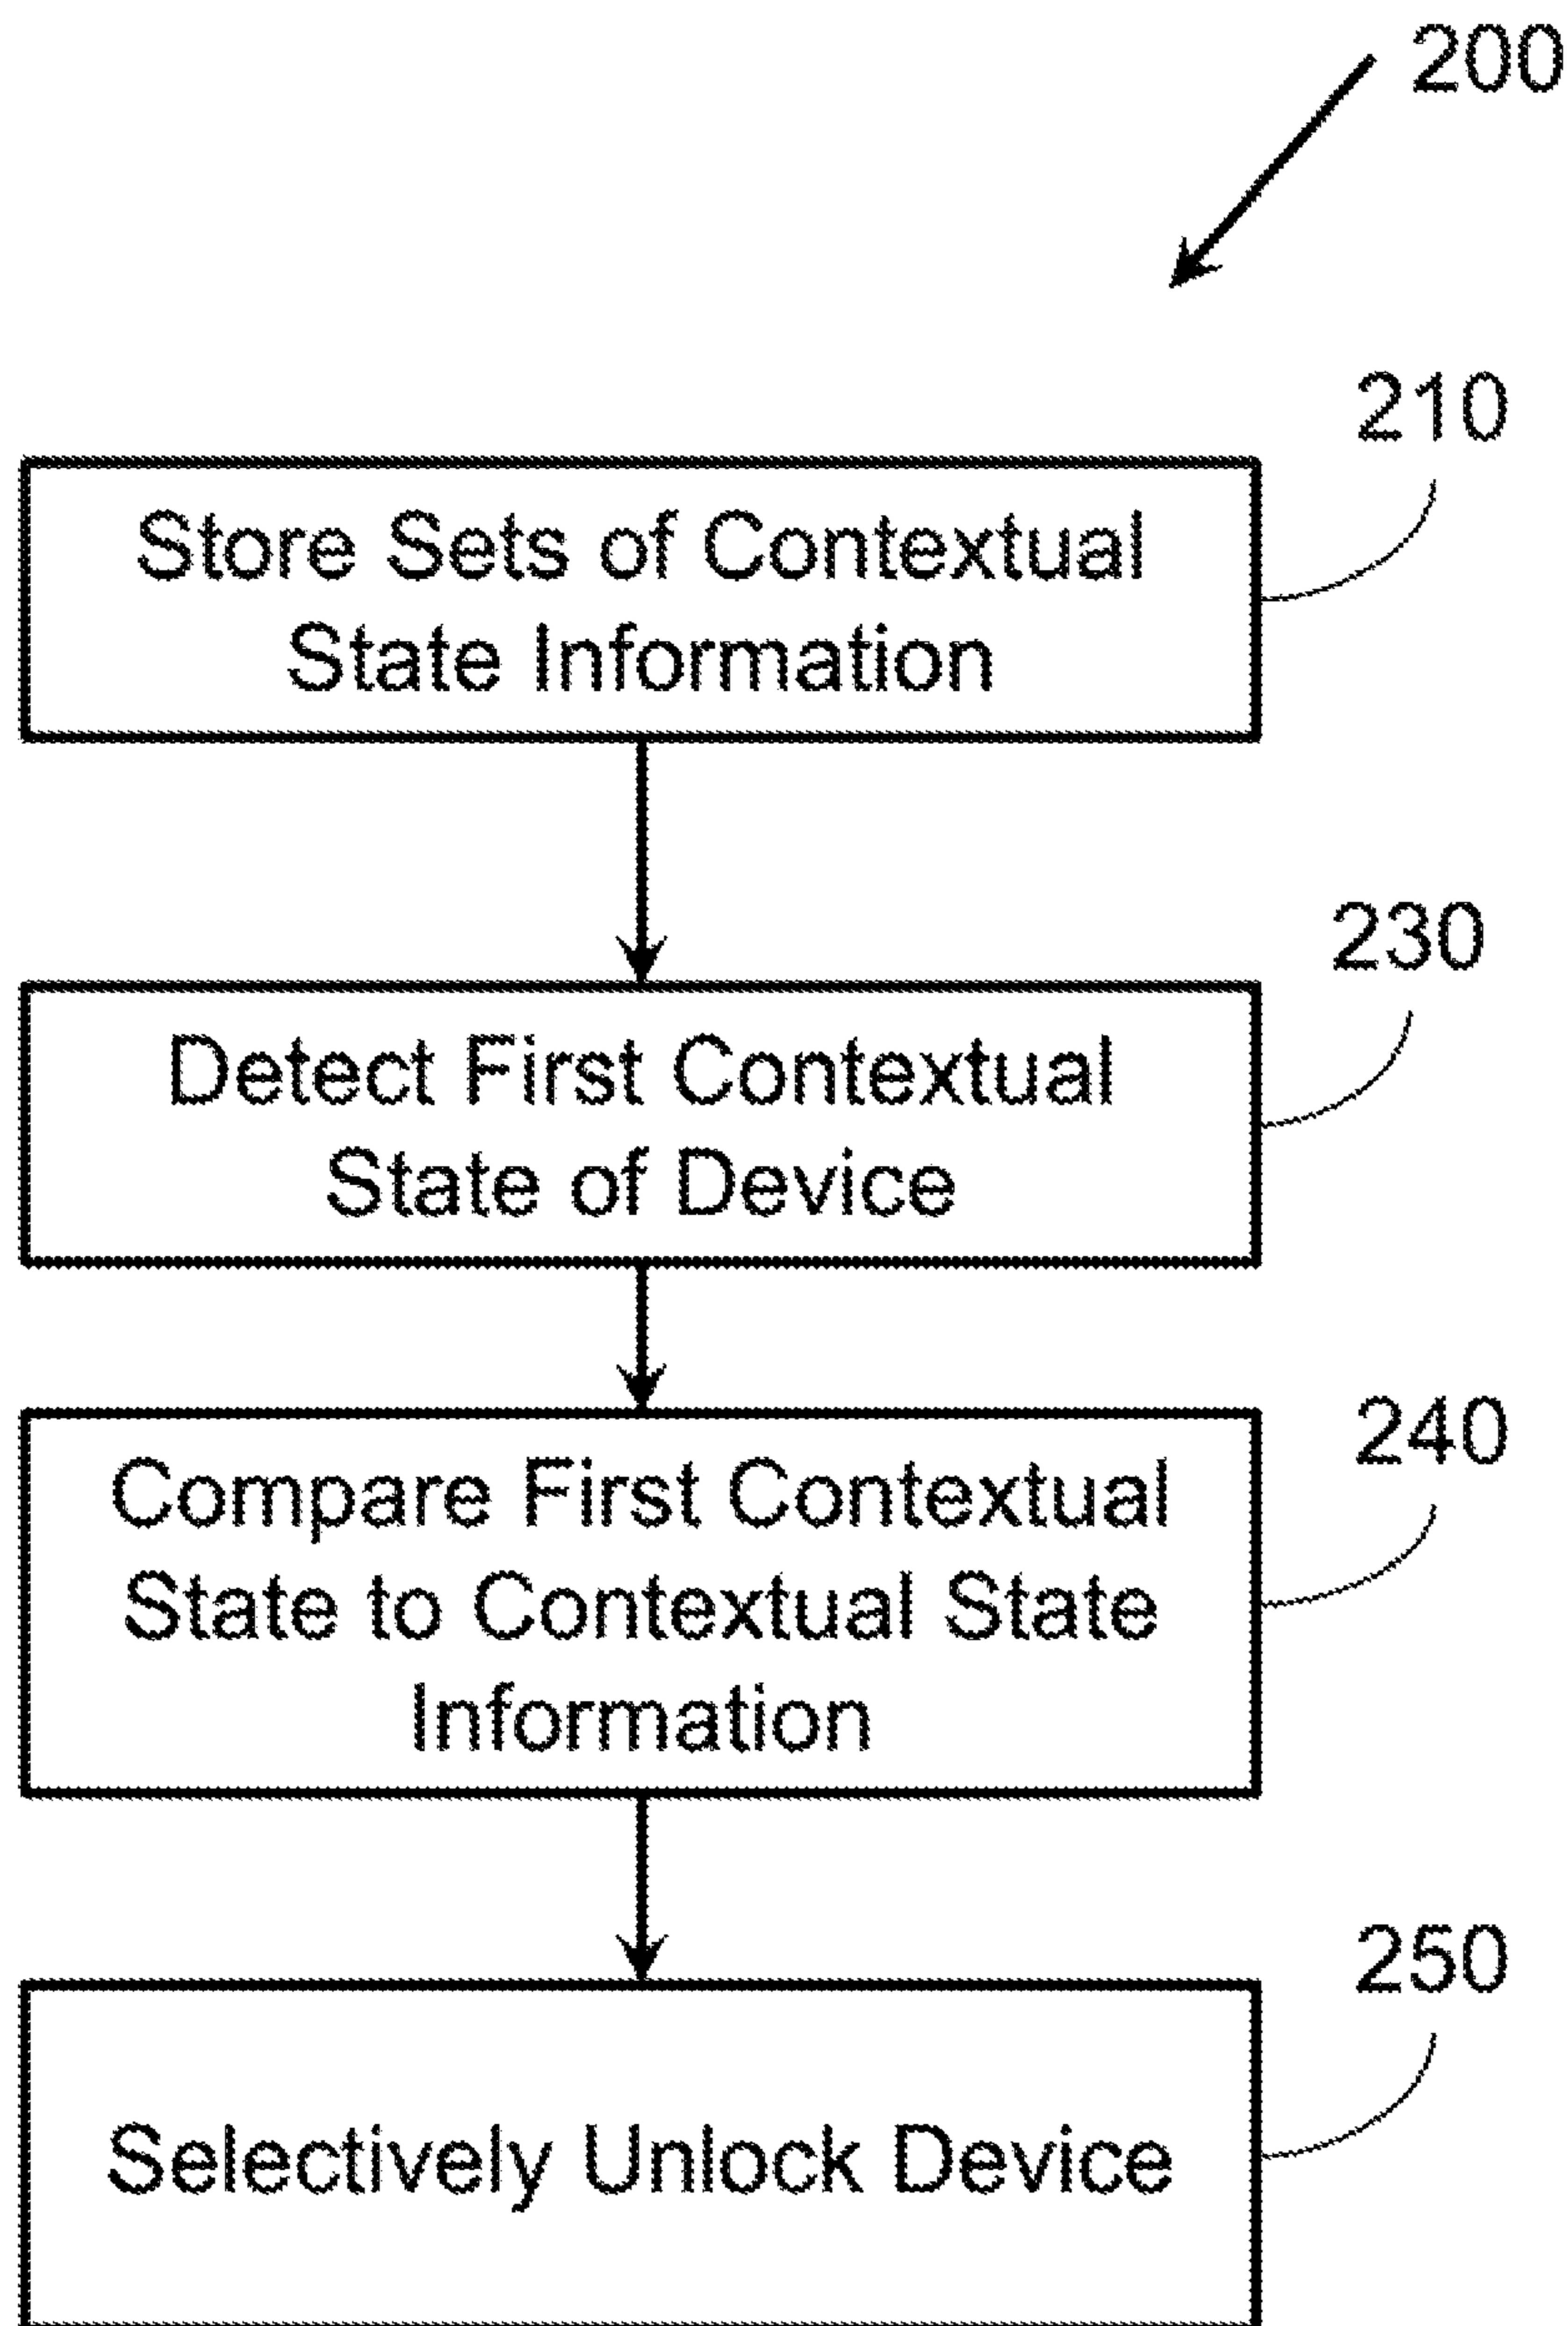 200
210
Store Sets of Contextual
State Information
230
Detect First Contextual
State of Device
240
Compare First Contextual
State to Contextual State
Information
250
Selectively Unlock Device